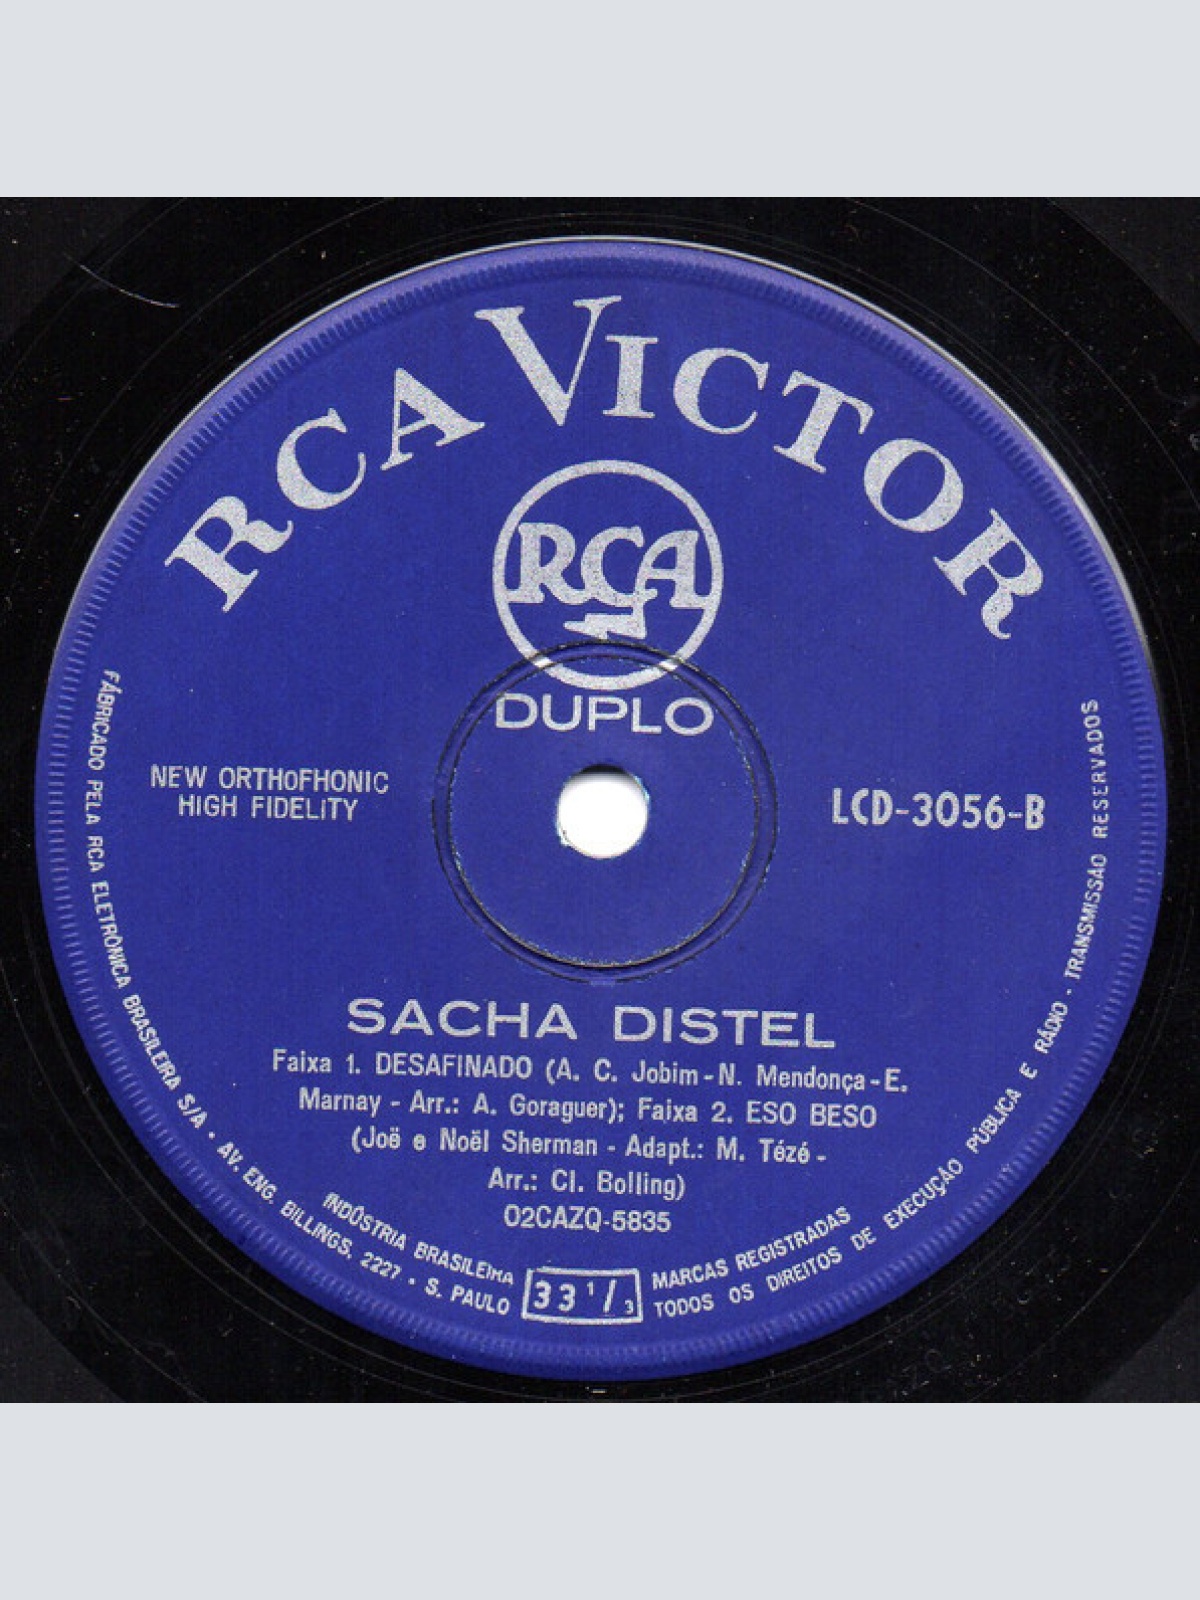 RCA VICTOR
RCA
DUPLO
NEW ORTHOFHONIC
HIGH FIDELITY
LCD-3056-B
SACHA DISTEL
Faixa 1. DESAFINADO (A. C. Jobim - N. Mendonça - E.
Marnay - Arr.: A. Goraguer); Faixa 2. ESO BESO
(Joë e Noël Sherman - Adapt.: M. Tézé -
Arr.: Cl. Bolling)
02CAZQ-5835
FÁBRICADO PELA RCA ELETRÔNICA BRASILEIRA S/A • AV. ENG. BILLINGS, 2227 • S. PAULO
INDÚSTRIA BRASILEIRA
33 1/3
MARCAS REGISTRADAS
TODOS OS DIREITOS DE EXECUÇÃO PÚBLICA E RÁDIO - TRANSMISSÃO RESERVADOS